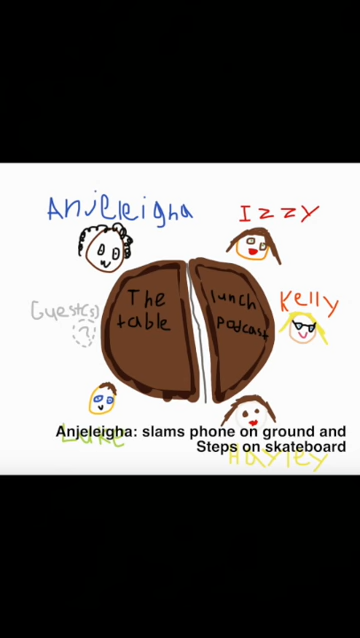 Anjeleigha
Izzy
The
table
lunch
podcast
Kelly
Guest(s)
?
Luke
Anjeleigha: slams phone on ground and
Steps on skateboard
Hayley